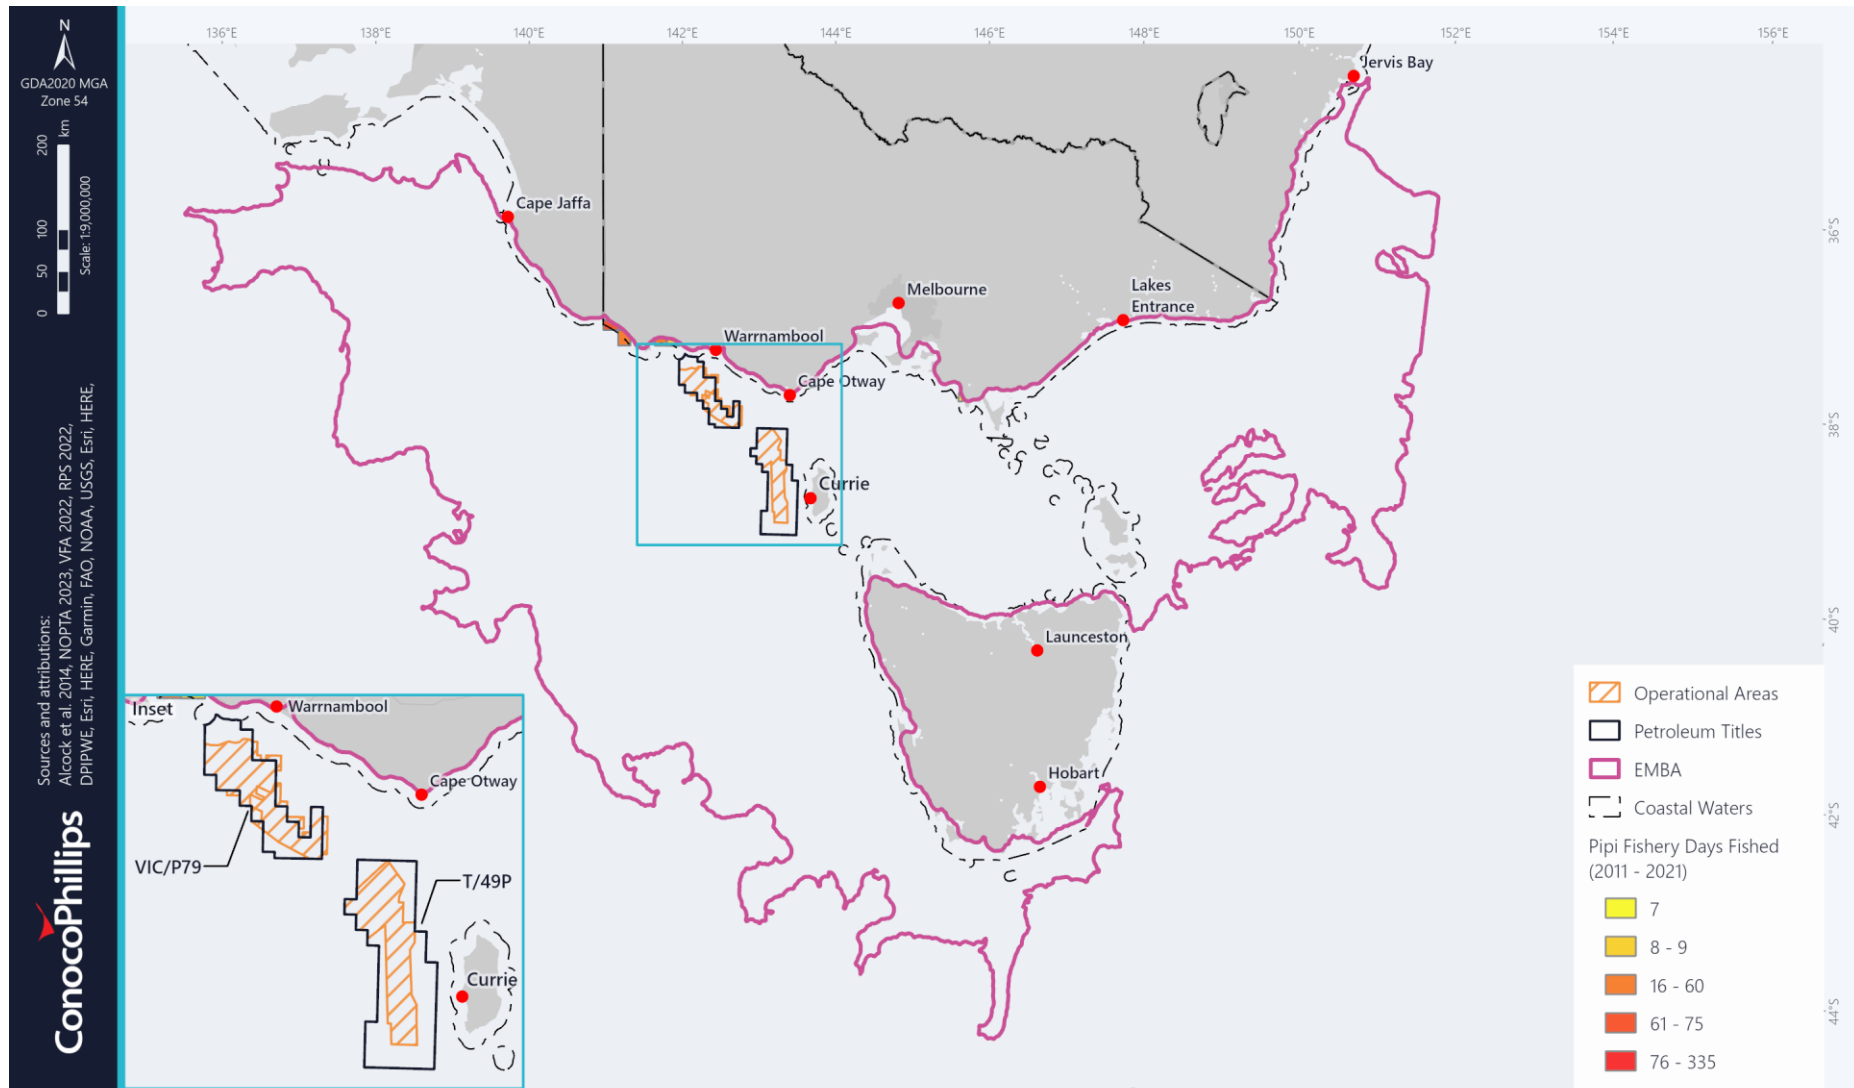 N
GDA2020 MGA
Zone 54
0 50 100 200
km
Scale: 1:9,000,000
Sources and attributions:
Alcock et al. 2014, NOPTA 2023, VFA 2022, RPS 2022,
DPIPWE, Esri, HERE, Garmin, FAO, NOAA, USGS, Esri, HERE,
ConocoPhillips
136°E 138°E 140°E 142°E 144°E 146°E 148°E 150°E 152°E 154°E 156°E
Jervis Bay
Cape Jaffa
36°S
Melbourne
Lakes
Entrance
Warrnambool
Cape Otway
38°S
Currie
40°S
Launceston
Hobart
42°S
44°S
Inset
Warrnambool
Cape Otway
VIC/P79
T/49P
Currie
Operational Areas
Petroleum Titles
EMBA
Coastal Waters
Pipi Fishery Days Fished
(2011 - 2021)
7
8 - 9
16 - 60
61 - 75
76 - 335